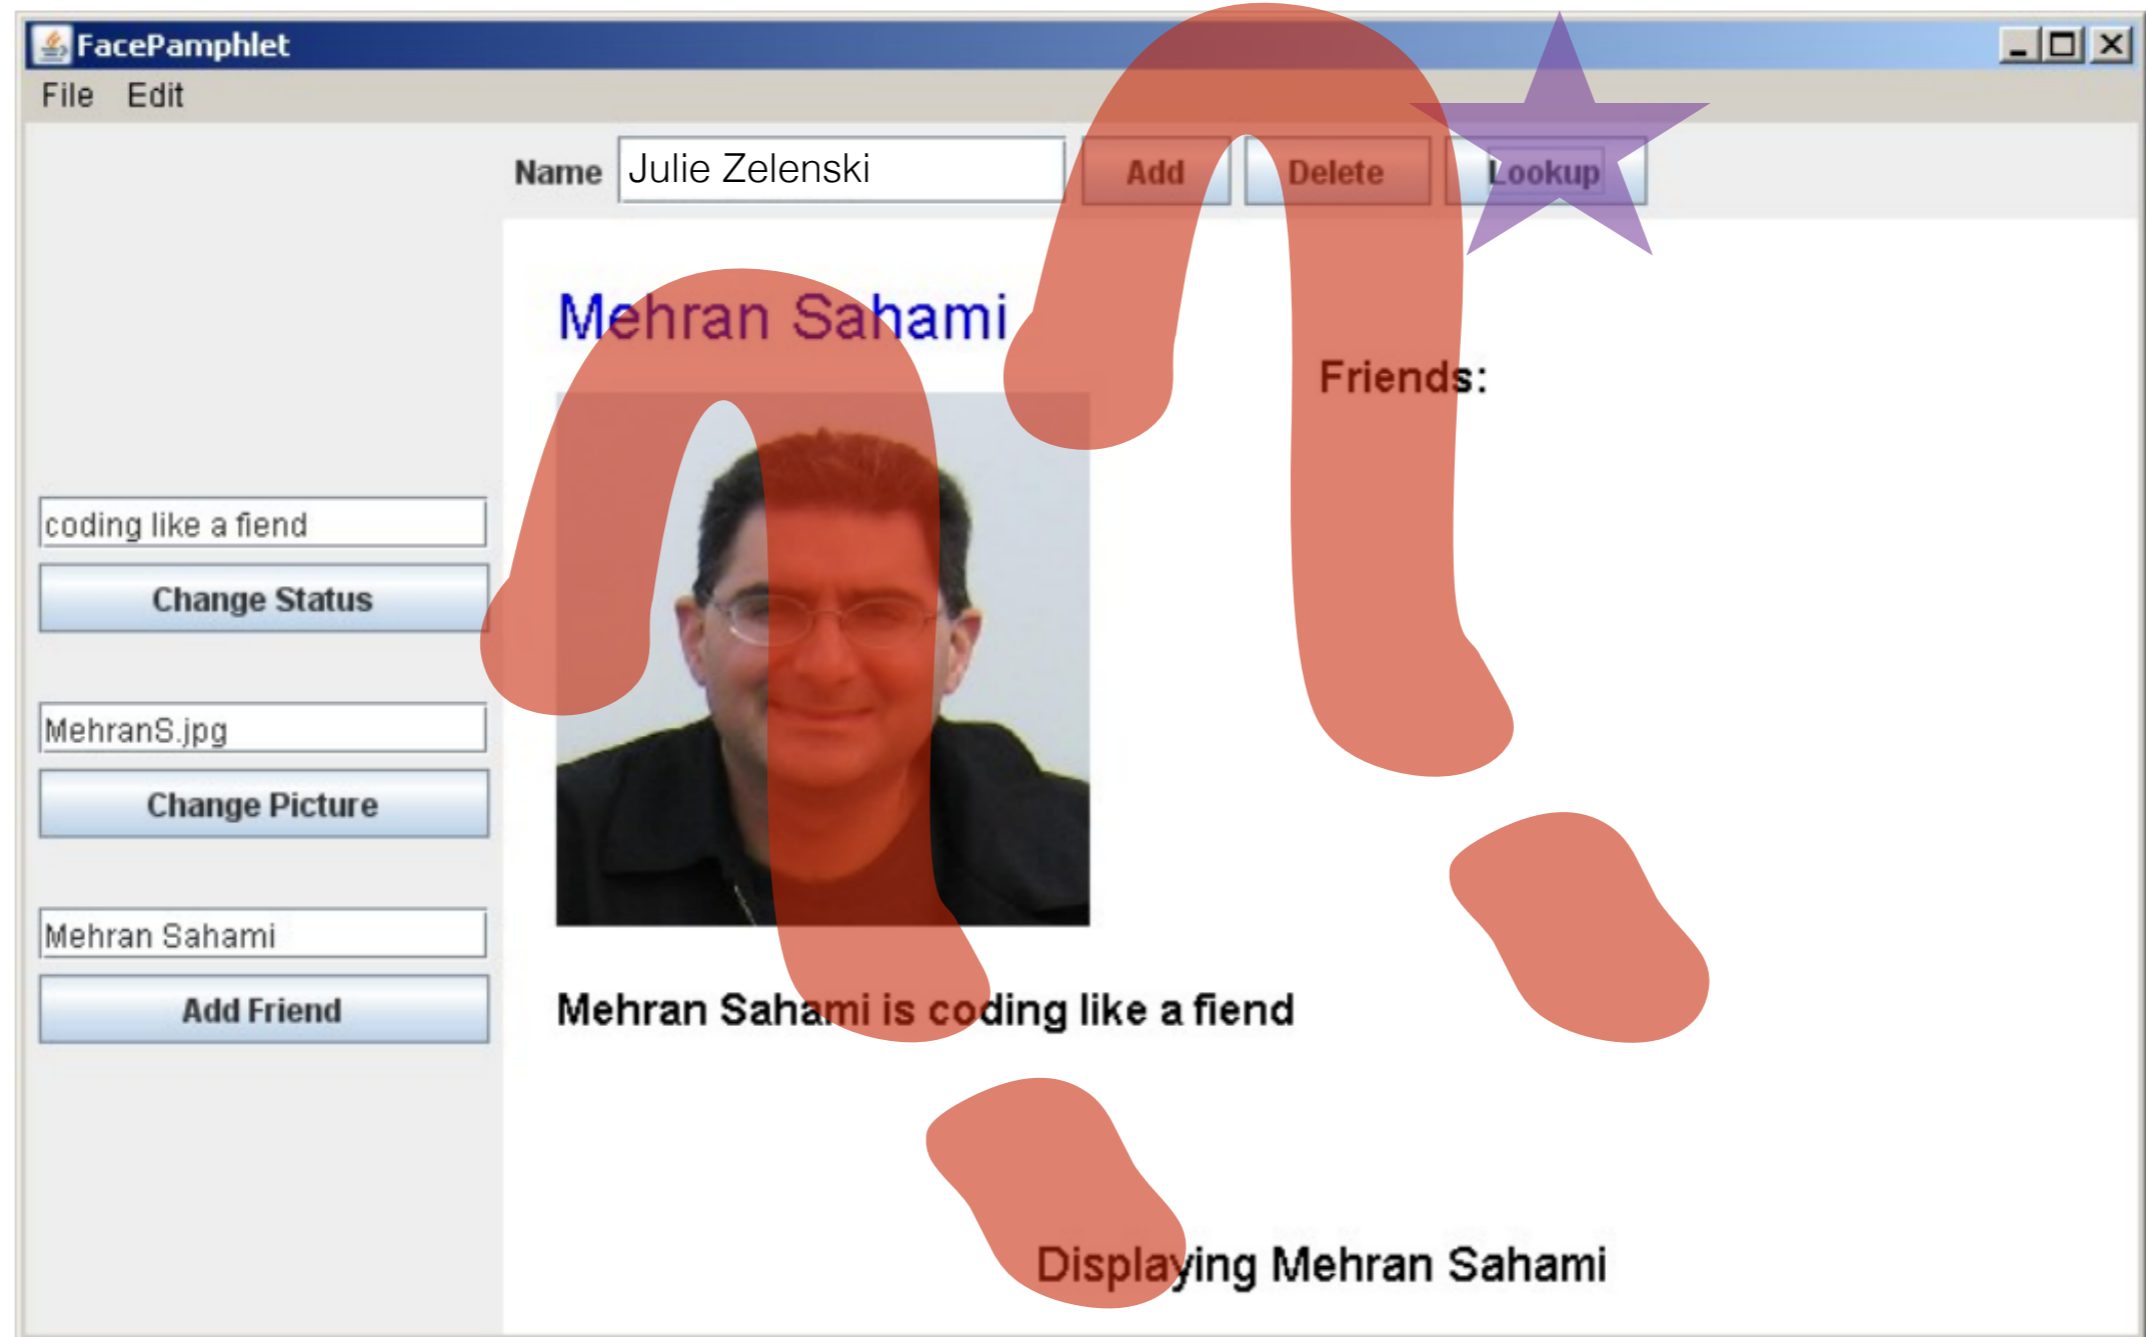 FacePamphlet
File Edit
Name Julie Zelenski Add Delete Lookup
Mehran Sahami
Friends:
coding like a fiend
Change Status
MehranS.jpg
Change Picture
Mehran Sahami
Add Friend
Mehran Sahami is coding like a fiend
Displaying Mehran Sahami